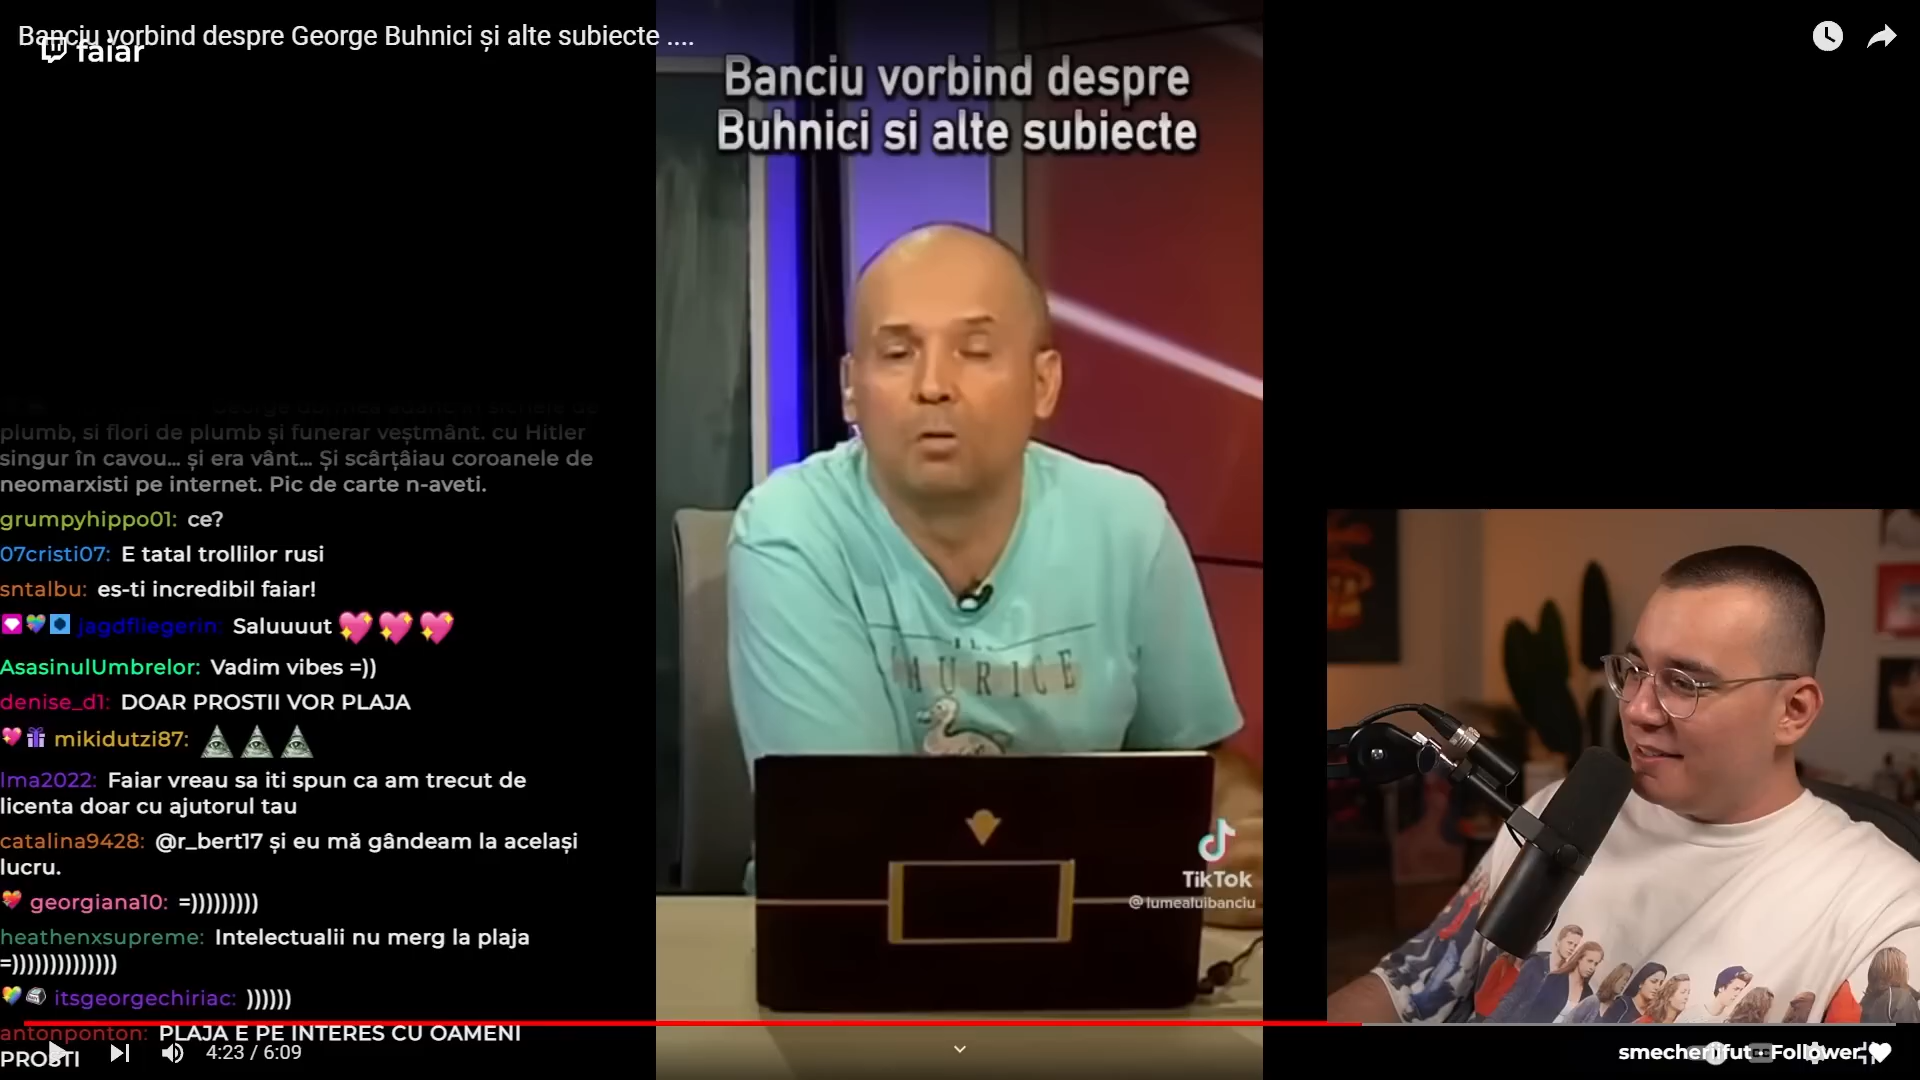 Banciu vorbind despre George Buhnici și alte subiecte ....
faiar
Banciu vorbind despre
Buhnici si alte subiecte
plumb, si flori de plumb și funerar veștmânt. cu Hitler
singur în cavou... și era vânt... Și scârțâiau coroanele de
neomarxisti pe internet. Pic de carte n-aveti.
grumpyhippo01: ce?
07cristi07: E tatal trollilor rusi
sntalbu: es-ti incredibil faiar!
jagdfliegerin: Saluuuut
AsasinulUmbrelor: Vadim vibes =))
denise_d1: DOAR PROSTII VOR PLAJA
mikidutzi87:
lma2022: Faiar vreau sa iti spun ca am trecut de
licenta doar cu ajutorul tau
catalina9428: @r_bert17 și eu mă gândeam la același
lucru.
georgiana10: =)))))))))
heathenxsupreme: Intelectualii nu merg la plaja
=))))))))))))))
itsgeorgechiriac: ))))))
antonponton: PLAJA E PE INTERES CU OAMENI
PROSTI
4:23 / 6:09
TikTok
@lumealuibanciu
Follower